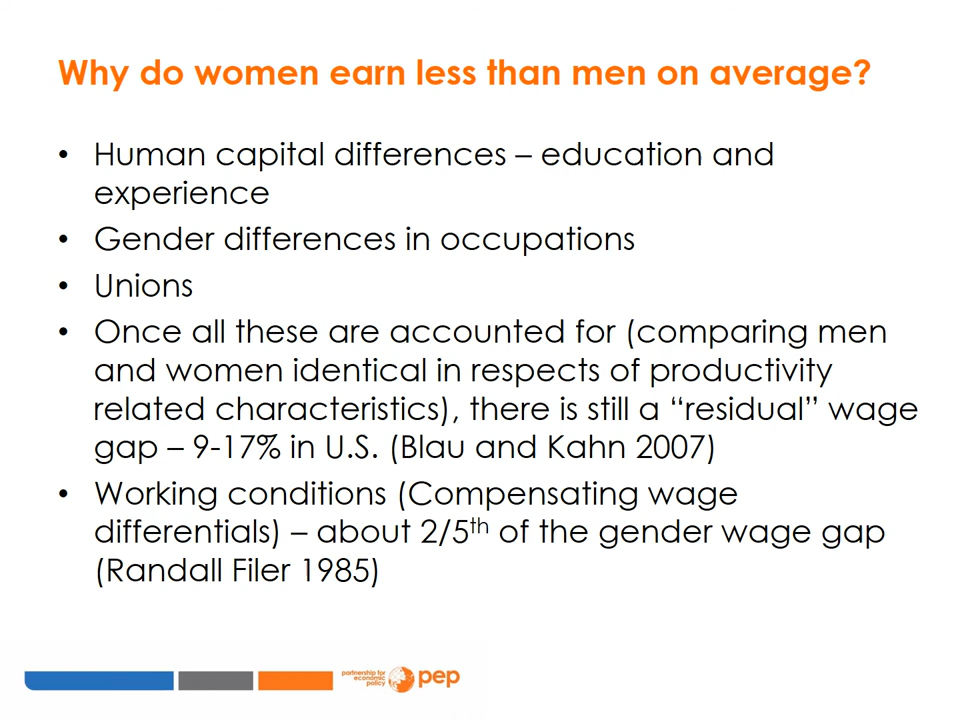 Why do women earn less than men on average?
• Human capital differences – education and
experience
• Gender differences in occupations
• Unions
• Once all these are accounted for (comparing men
and women identical in respects of productivity
related characteristics), there is still a “residual” wage
gap – 9-17% in U.S. (Blau and Kahn 2007)
• Working conditions (Compensating wage
differentials) – about 2/5th of the gender wage gap
(Randall Filer 1985)
partnership for
economic
policy
pep